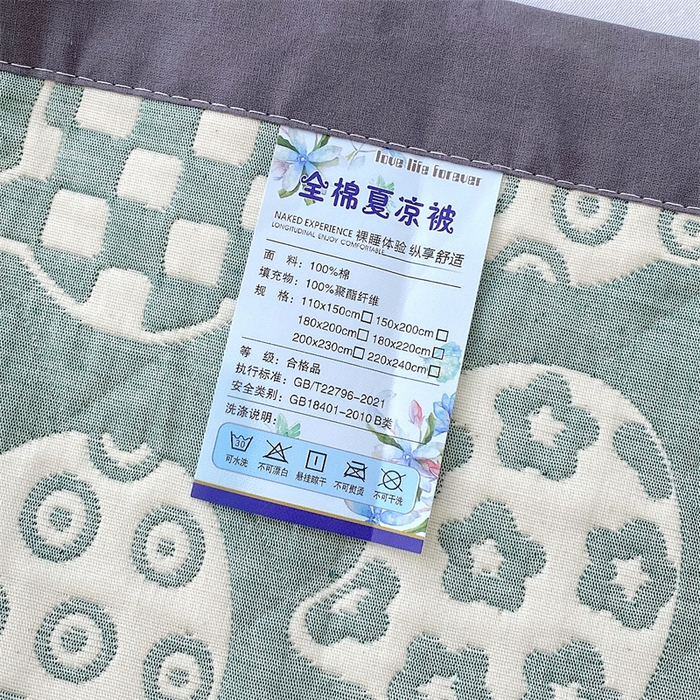 love life forever
全棉夏凉被
NAKED EXPERIENCE 裸睡体验 纵享舒适
LONGITUDINAL ENJOY COMFORTABLE
面 料：100%棉
填充物：100%聚酯纤维
规 格：110x150cm□ 150x200cm□
180x200cm□ 180x220cm□
200x230cm□ 220x240cm□
等 级：合格品
执行标准：GB/T22796-2021
安全类别：GB18401-2010 B类
洗涤说明：
30
可水洗 不可漂白 悬挂晾干 不可熨烫 不可干洗